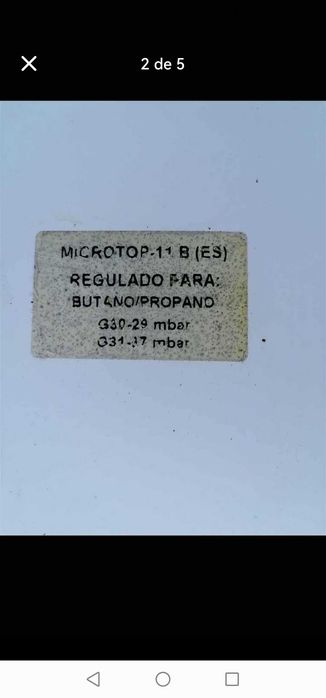 2 de 5
MICROTOP-11 B (ES)
REGULADO PARA:
BUTANO/PROPANO
G30-29 mbar
G31-37 mbar